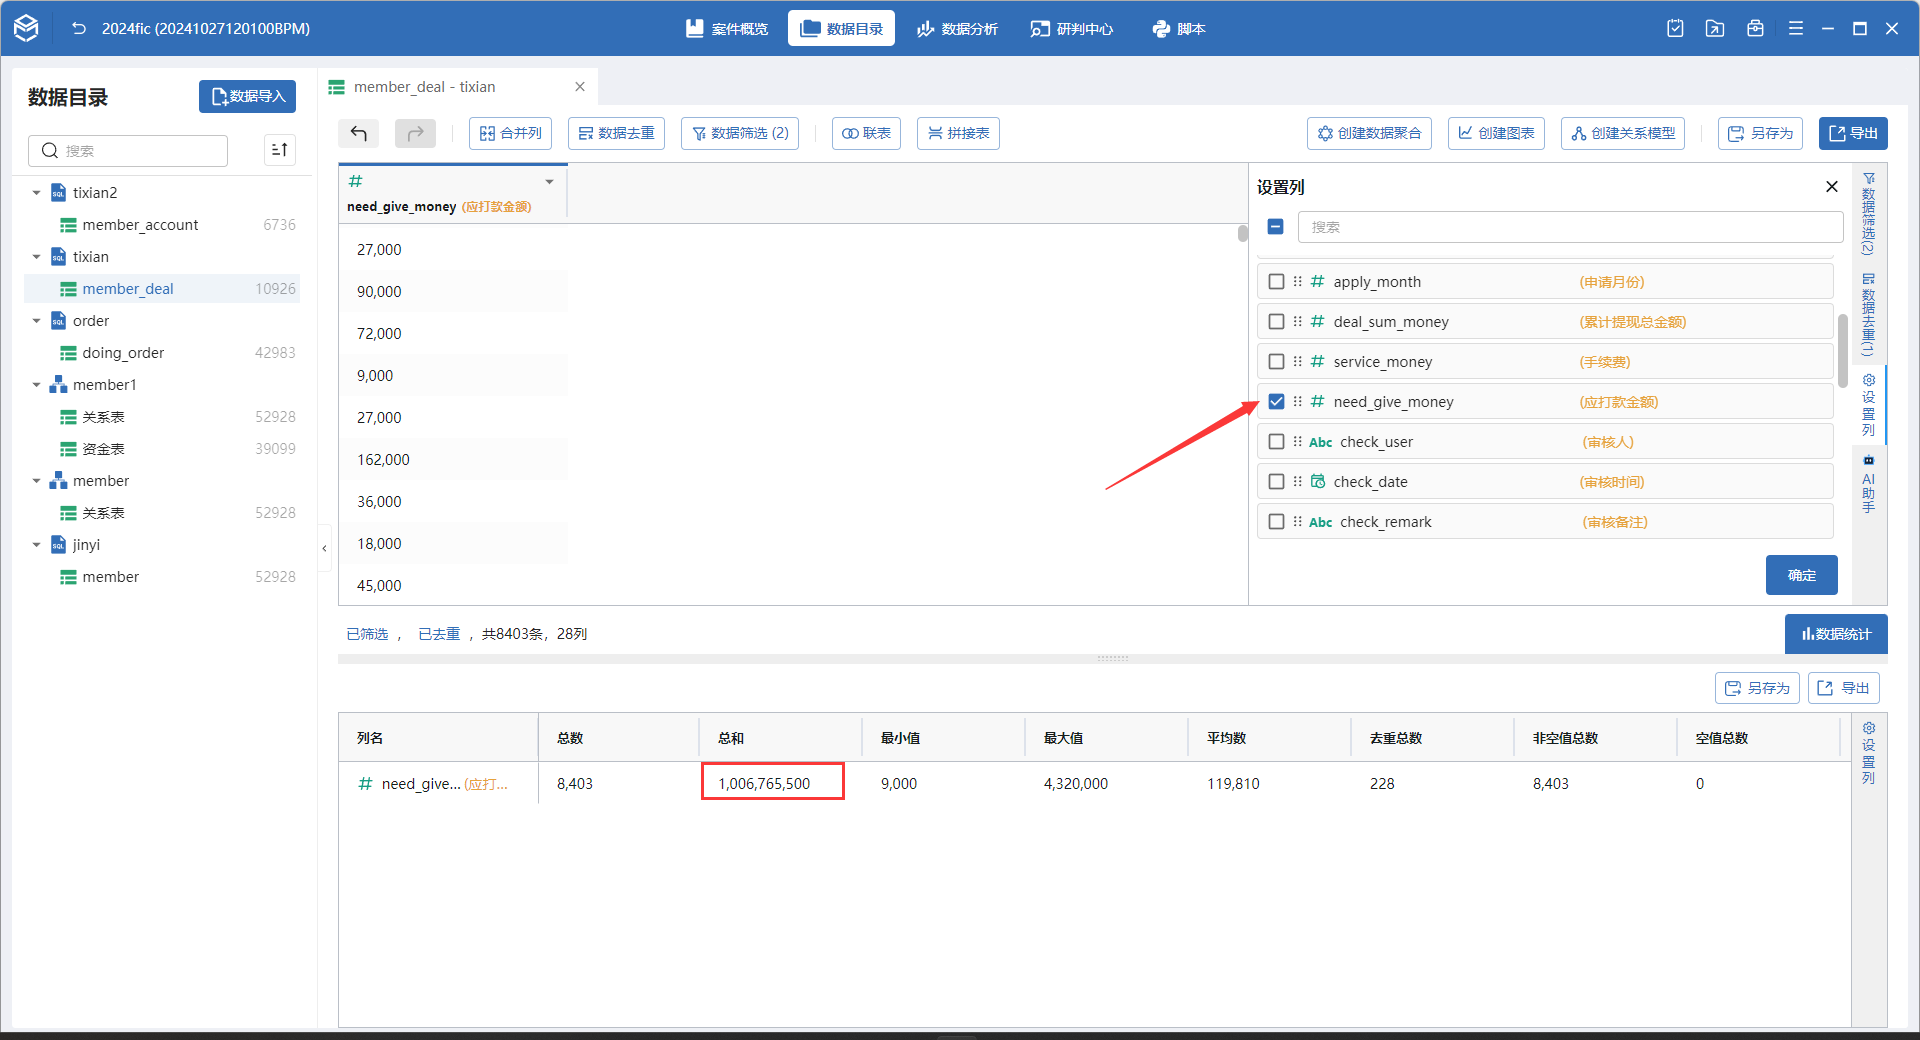 2024fic (20241027120100BPM)
案件概览
数据目录
数据分析
研判中心
脚本
数据目录
数据导入
搜索
tixian2
member_account 6736
tixian
member_deal 10926
order
doing_order 42983
member1
关系表 52928
资金表 39099
member
关系表 52928
jinyi
member 52928
member_deal - tixian
合并列
数据去重
数据筛选 (2)
联表
拼接表
创建数据聚合
创建图表
创建关系模型
另存为
导出
need_give_money (应打款金额)
27,000
90,000
72,000
9,000
27,000
162,000
36,000
18,000
45,000
设置列
搜索
apply_month (申请月份)
deal_sum_money (累计提现总金额)
service_money (手续费)
need_give_money (应打款金额)
Abc check_user (审核人)
check_date (审核时间)
Abc check_remark (审核备注)
确定
数据筛选(2)
数据去重(1)
设置列
AI助手
已筛选 ， 已去重 ，共8403条，28列
数据统计
另存为
导出
列名 总数 总和 最小值 最大值 平均数 去重总数 非空值总数 空值总数
need_give... (应打... 8,403 1,006,765,500 9,000 4,320,000 119,810 228 8,403 0
设置列